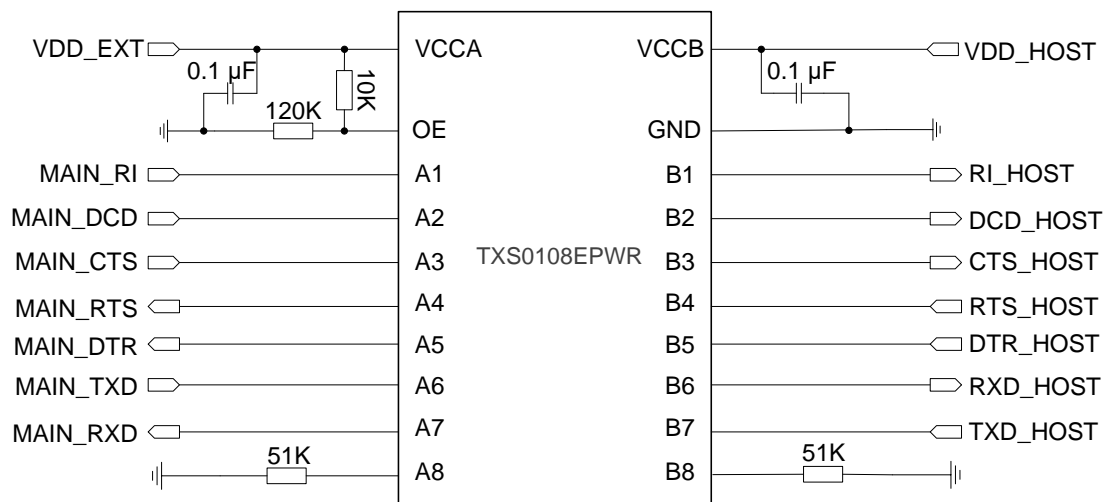 VDD_EXT VCCA VCCB VDD_HOST
0.1 µF 10K 0.1 µF
120K OE GND
MAIN_RI A1 B1 RI_HOST
MAIN_DCD A2 B2 DCD_HOST
TXS0108EPWR
MAIN_CTS A3 B3 CTS_HOST
MAIN_RTS A4 B4 RTS_HOST
MAIN_DTR A5 B5 DTR_HOST
MAIN_TXD A6 B6 RXD_HOST
MAIN_RXD A7 B7 TXD_HOST
51K A8 B8 51K